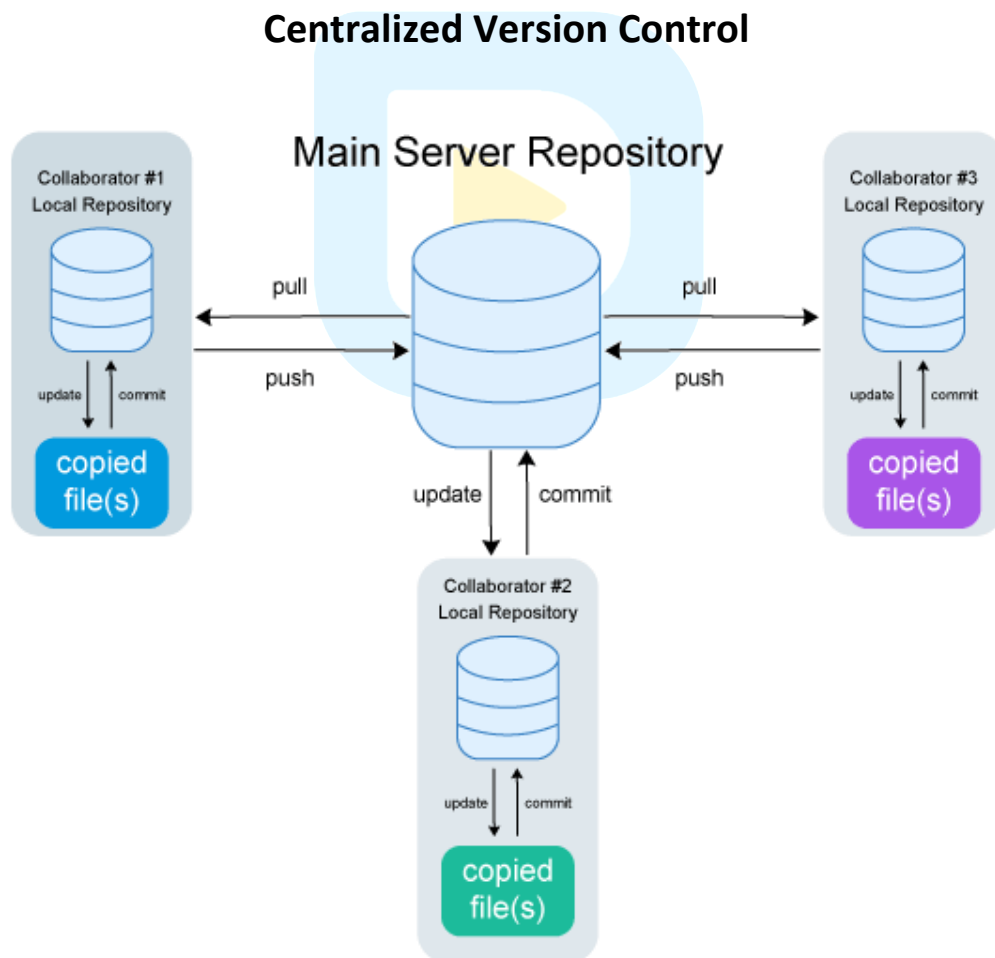 Centralized Version Control
Main Server Repository
Collaborator #1
Local Repository
update
commit
copied
file(s)
pull
push
pull
push
Collaborator #3
Local Repository
update
commit
copied
file(s)
update
commit
Collaborator #2
Local Repository
update
commit
copied
file(s)